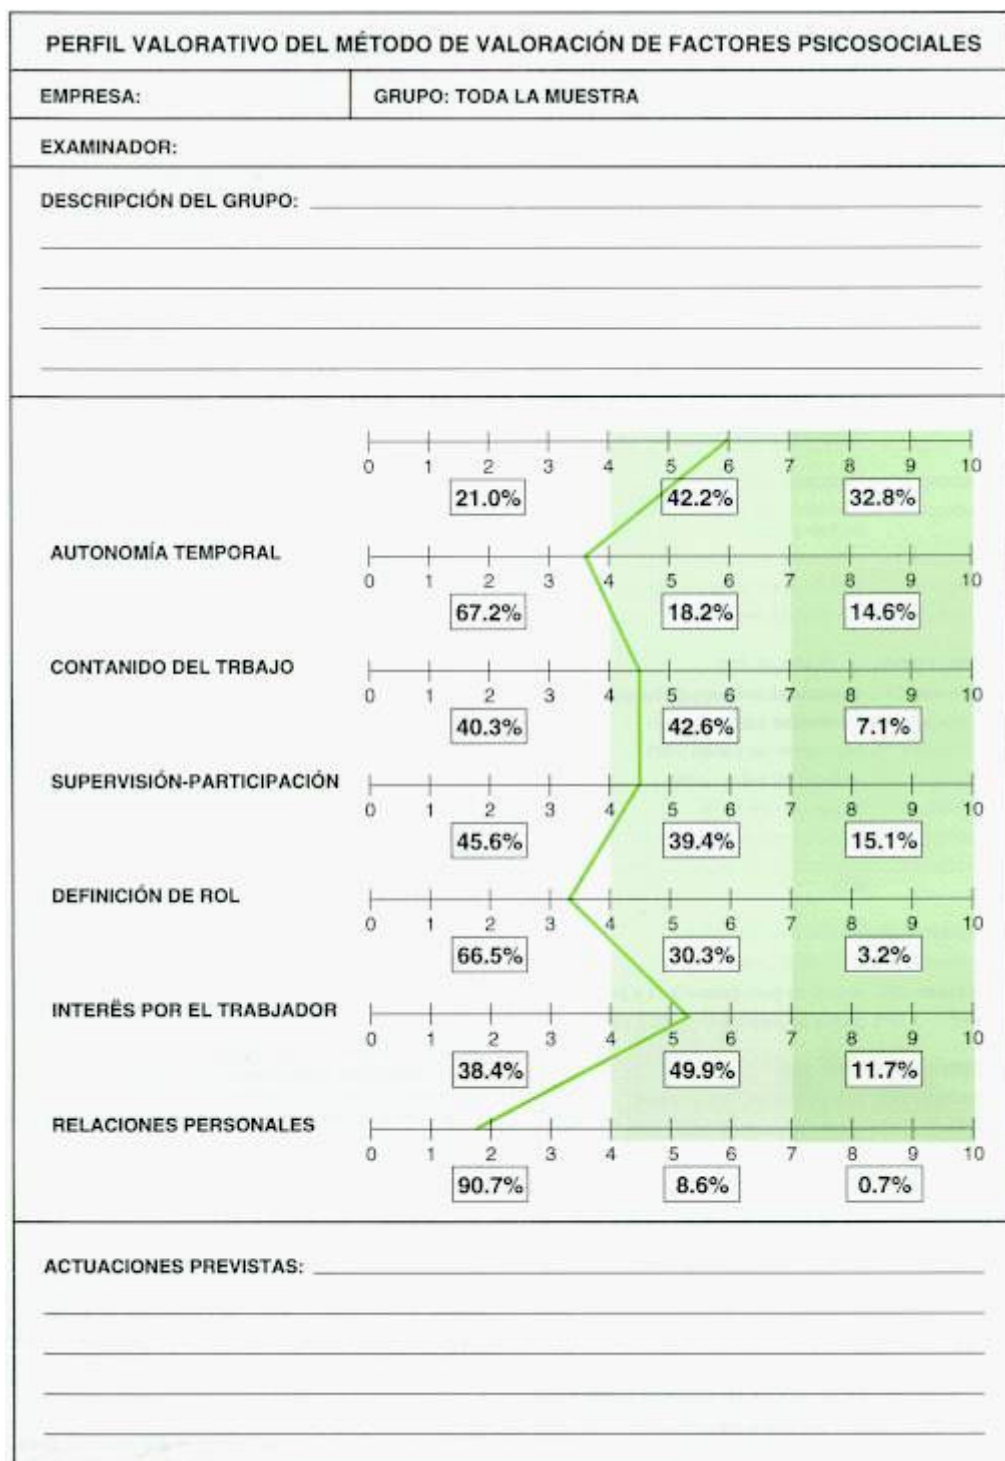 PERFIL VALORATIVO DEL MÉTODO DE VALORACIÓN DE FACTORES PSICOSOCIALES
EMPRESA: GRUPO: TODA LA MUESTRA
EXAMINADOR:
DESCRIPCIÓN DEL GRUPO:
0 1 2 3 4 5 6 7 8 9 10
21.0% 42.2% 32.8%
AUTONOMÍA TEMPORAL
0 1 2 3 4 5 6 7 8 9 10
67.2% 18.2% 14.6%
CONTANIDO DEL TRBAJO
0 1 2 3 4 5 6 7 8 9 10
40.3% 42.6% 7.1%
SUPERVISIÓN-PARTICIPACIÓN
0 1 2 3 4 5 6 7 8 9 10
45.6% 39.4% 15.1%
DEFINICIÓN DE ROL
0 1 2 3 4 5 6 7 8 9 10
66.5% 30.3% 3.2%
INTERËS POR EL TRABJADOR
0 1 2 3 4 5 6 7 8 9 10
38.4% 49.9% 11.7%
RELACIONES PERSONALES
0 1 2 3 4 5 6 7 8 9 10
90.7% 8.6% 0.7%
ACTUACIONES PREVISTAS: